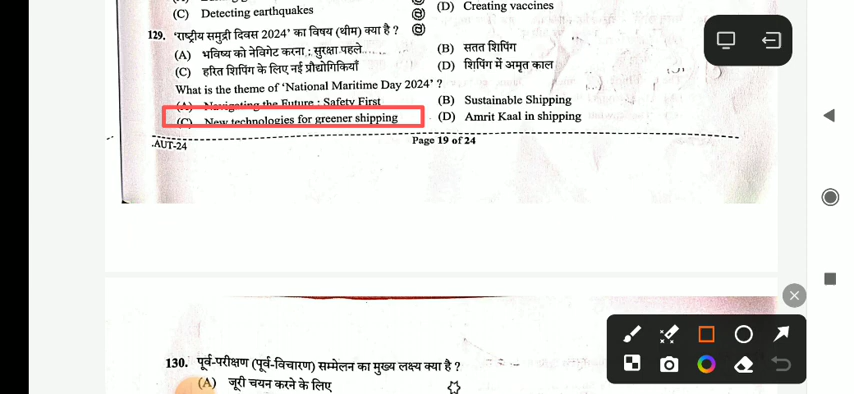 (C) Detecting earthquakes (D) Creating vaccines
129. 'राष्ट्रीय समुद्री दिवस 2024' का विषय (थीम) क्या है ?
(A) भविष्य को नेविगेट करना : सुरक्षा पहले (B) सतत शिपिंग
(C) हरित शिपिंग के लिए नई प्रौद्योगिकियाँ (D) शिपिंग में अमृत काल
What is the theme of 'National Maritime Day 2024' ?
(A) Navigating the Future : Safety First (B) Sustainable Shipping
(C) New technologies for greener shipping (D) Amrit Kaal in shipping
.AUT-24 Page 19 of 24
130. पूर्व-परीक्षण (पूर्व-विचारण) सम्मेलन का मुख्य लक्ष्य क्या है ?
(A) जूरी चयन करने के लिए